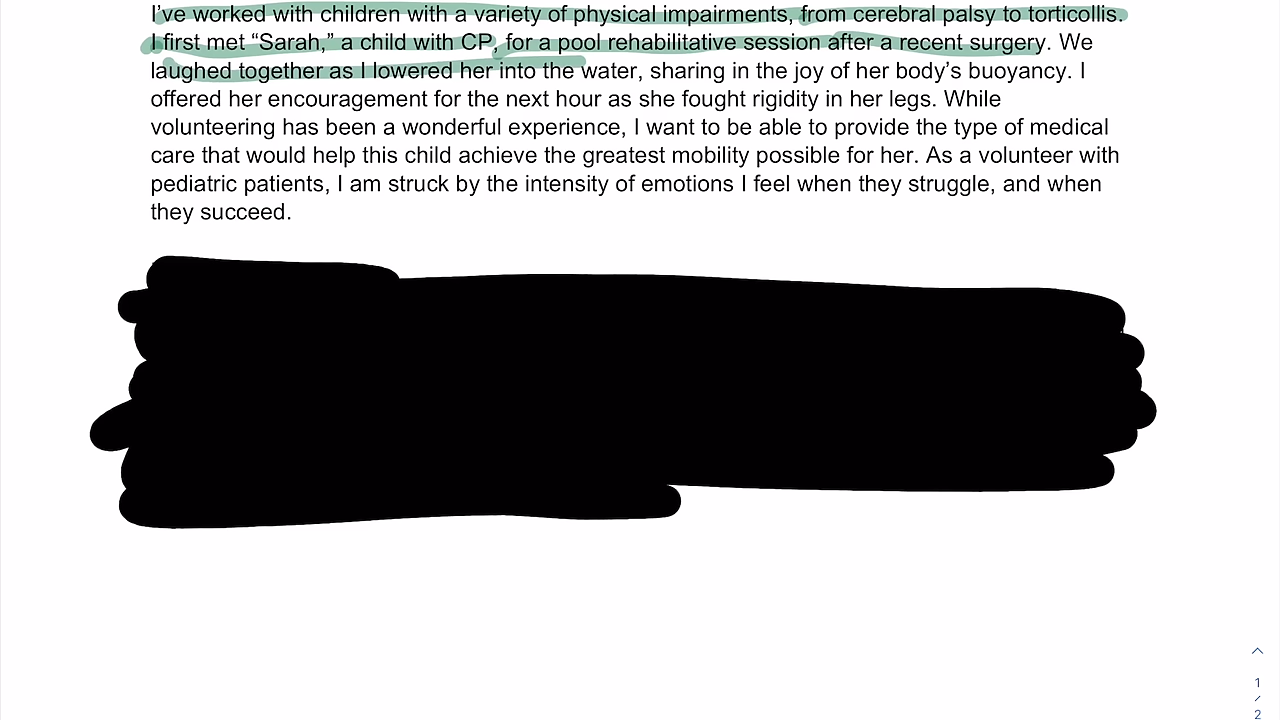 I’ve worked with children with a variety of physical impairments, from cerebral palsy to torticollis.
I first met “Sarah,” a child with CP, for a pool rehabilitative session after a recent surgery. We
laughed together as I lowered her into the water, sharing in the joy of her body’s buoyancy. I
offered her encouragement for the next hour as she fought rigidity in her legs. While
volunteering has been a wonderful experience, I want to be able to provide the type of medical
care that would help this child achieve the greatest mobility possible for her. As a volunteer with
pediatric patients, I am struck by the intensity of emotions I feel when they struggle, and when
they succeed.
1
/
2